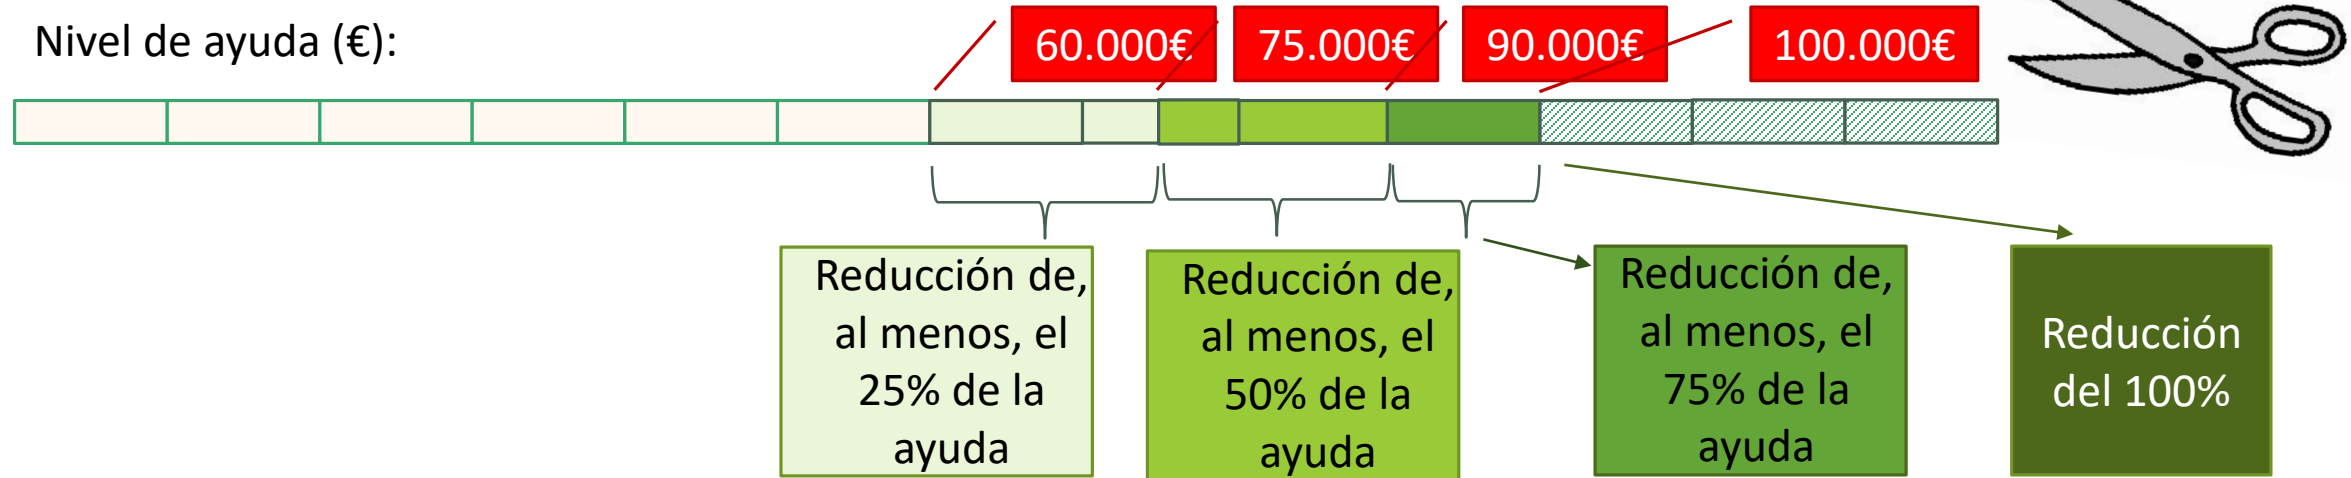 Nivel de ayuda (€):
60.000€
75.000€
90.000€
100.000€
Reducción de,
al menos, el
25% de la
ayuda
Reducción de,
al menos, el
50% de la
ayuda
Reducción de,
al menos, el
75% de la
ayuda
Reducción
del 100%